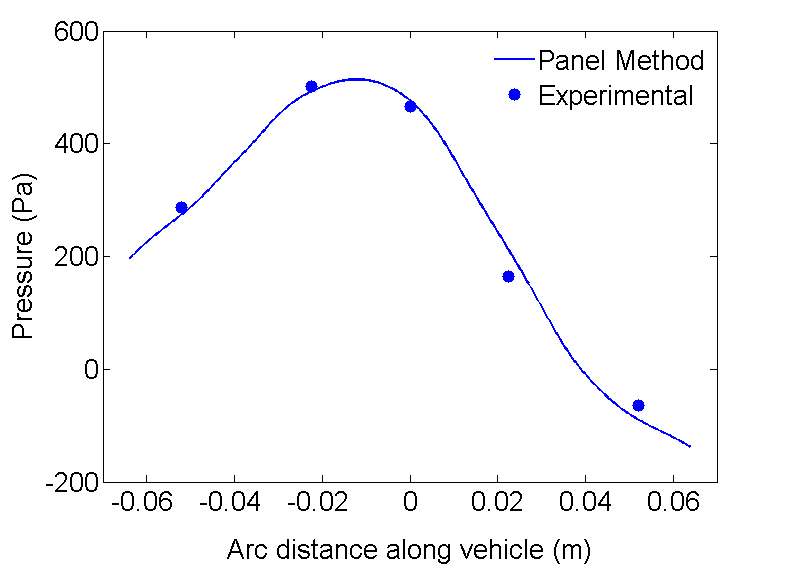 600
Panel Method
Experimental
400
200
0
-200
-0.06 -0.04 -0.02 0 0.02 0.04 0.06
Arc distance along vehicle (m)
Pressure (Pa)